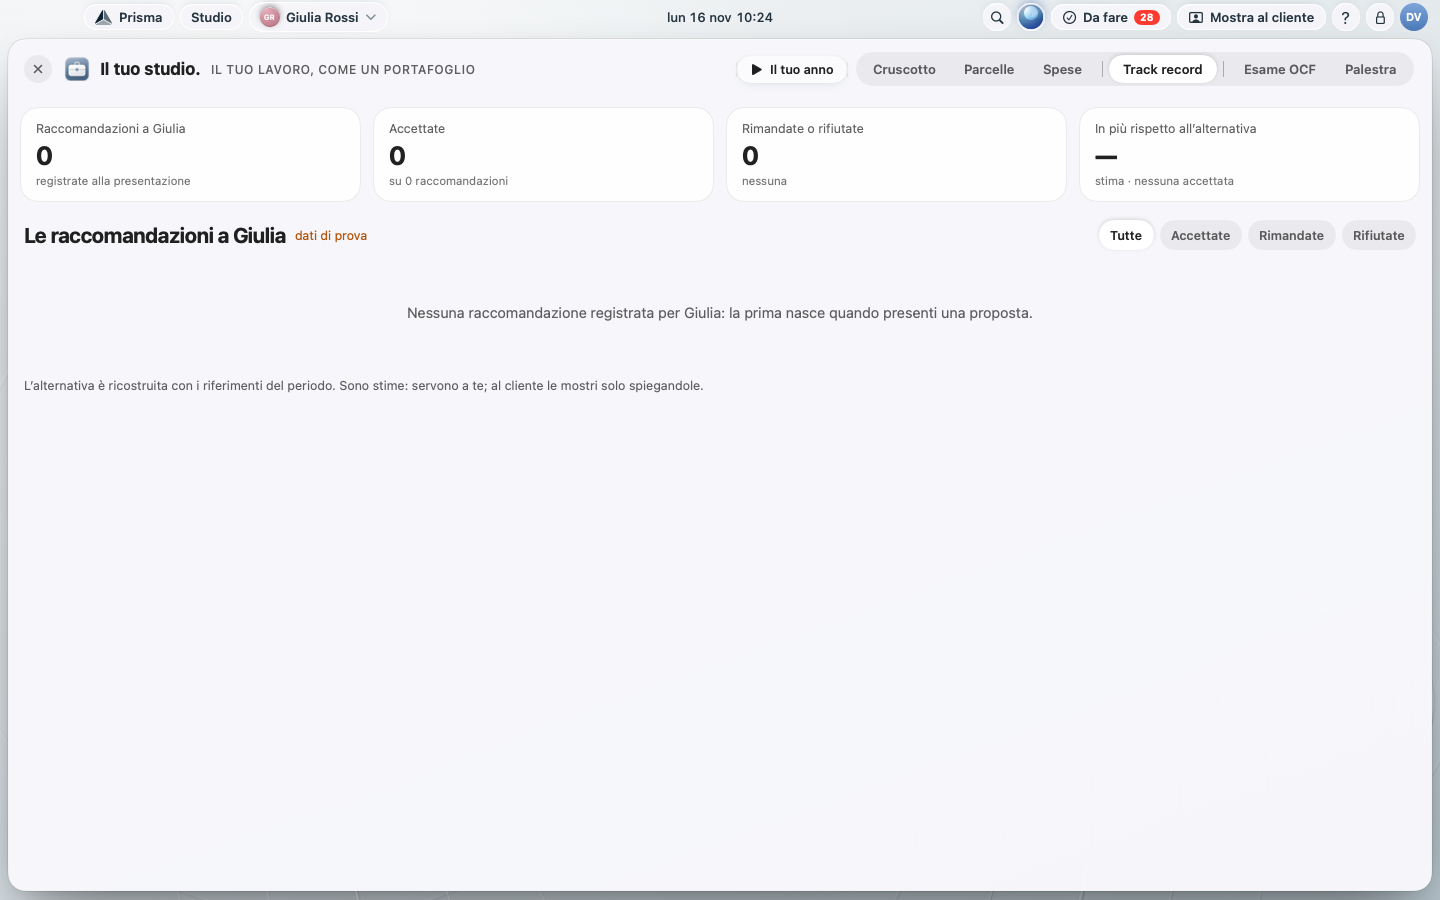 Prisma
Studio
GR Giulia Rossi
lun 16 nov 10:24
Da fare 28
Mostra al cliente
?
DV
Il tuo studio. IL TUO LAVORO, COME UN PORTAFOGLIO
Il tuo anno
Cruscotto
Parcelle
Spese
Track record
Esame OCF
Palestra
Raccomandazioni a Giulia
0
registrate alla presentazione
Accettate
0
su 0 raccomandazioni
Rimandate o rifiutate
0
nessuna
In più rispetto all'alternativa
—
stima · nessuna accettata
Le raccomandazioni a Giulia dati di prova
Tutte
Accettate
Rimandate
Rifiutate
Nessuna raccomandazione registrata per Giulia: la prima nasce quando presenti una proposta.
L'alternativa è ricostruita con i riferimenti del periodo. Sono stime: servono a te; al cliente le mostri solo spiegandole.